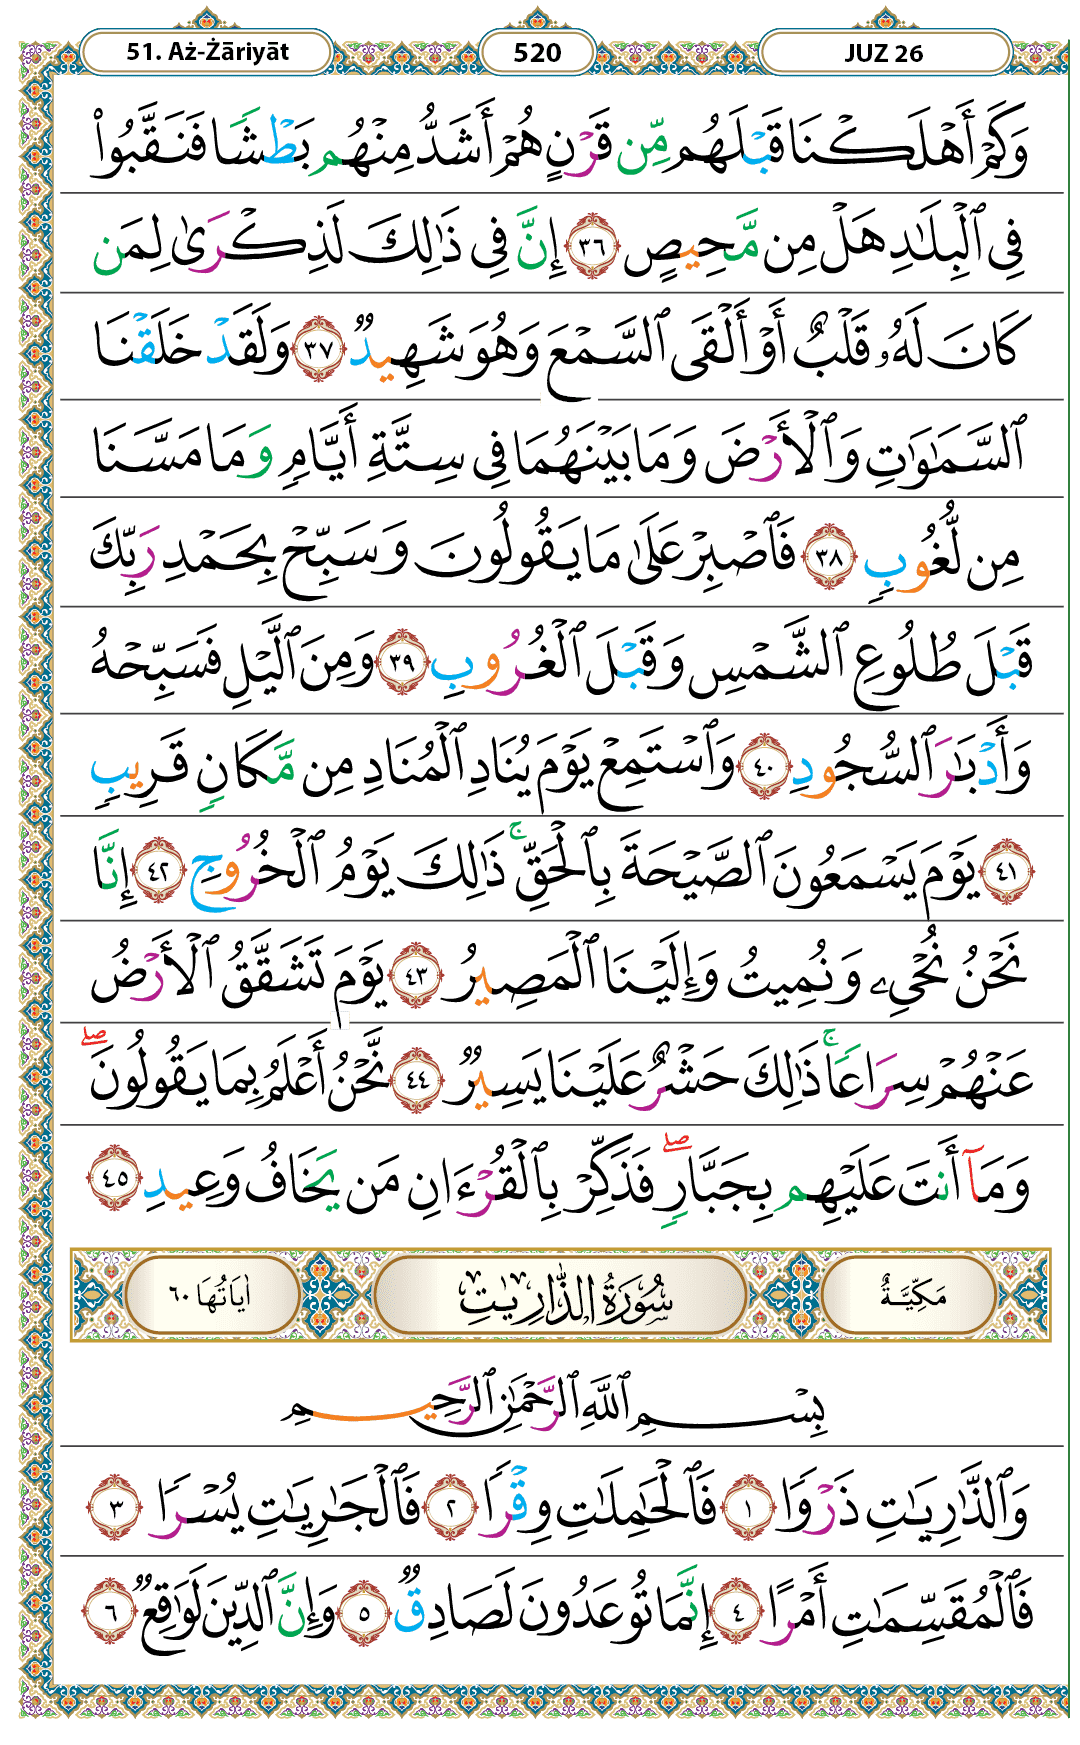 51. Aż-Żāriyāt 520 JUZ 26
وَكَمْ أَهْلَكْنَا قَبْلَهُم مِّن قَرْنٍ هُمْ أَشَدُّ مِنْهُم بَطْشًا فَنَقَّبُوا۟
فِى ٱلْبِلَـٰدِ هَلْ مِن مَّحِيصٍ ٣٦ إِنَّ فِى ذَٰلِكَ لَذِكْرَىٰ لِمَن
كَانَ لَهُۥ قَلْبٌ أَوْ أَلْقَى ٱلسَّمْعَ وَهُوَ شَهِيدٌ ٣٧ وَلَقَدْ خَلَقْنَا
ٱلسَّمَـٰوَٰتِ وَٱلْأَرْضَ وَمَا بَيْنَهُمَا فِى سِتَّةِ أَيَّامٍ وَمَا مَسَّنَا
مِن لُّغُوبٍ ٣٨ فَٱصْبِرْ عَلَىٰ مَا يَقُولُونَ وَسَبِّحْ بِحَمْدِ رَبِّكَ
قَبْلَ طُلُوعِ ٱلشَّمْسِ وَقَبْلَ ٱلْغُرُوبِ ٣٩ وَمِنَ ٱلَّيْلِ فَسَبِّحْهُ
وَأَدْبَـٰرَ ٱلسُّجُودِ ٤٠ وَٱسْتَمِعْ يَوْمَ يُنَادِ ٱلْمُنَادِ مِن مَّكَانٍ قَرِيبٍ
٤١ يَوْمَ يَسْمَعُونَ ٱلصَّيْحَةَ بِٱلْحَقِّ ۚ ذَٰلِكَ يَوْمُ ٱلْخُرُوجِ ٤٢ إِنَّا
نَحْنُ نُحْىِۦ وَنُمِيتُ وَإِلَيْنَا ٱلْمَصِيرُ ٤٣ يَوْمَ تَشَقَّقُ ٱلْأَرْضُ
عَنْهُمْ سِرَاعًا ۚ ذَٰلِكَ حَشْرٌ عَلَيْنَا يَسِيرٌ ٤٤ نَّحْنُ أَعْلَمُ بِمَا يَقُولُونَ ۖ
وَمَآ أَنتَ عَلَيْهِم بِجَبَّارٍ ۖ فَذَكِّرْ بِٱلْقُرْءَانِ مَن يَخَافُ وَعِيدِ ٤٥
مَكِّيَّةٌ سُورَةُ الذَّارِيَاتِ اٰيَاتُهَا ٦٠
بِسْمِ ٱللَّهِ ٱلرَّحْمَـٰنِ ٱلرَّحِيمِ
وَٱلذَّٰرِيَـٰتِ ذَرْوًا ١ فَٱلْحَـٰمِلَـٰتِ وِقْرًا ٢ فَٱلْجَـٰرِيَـٰتِ يُسْرًا ٣
فَٱلْمُقَسِّمَـٰتِ أَمْرًا ٤ إِنَّمَا تُوعَدُونَ لَصَادِقٌ ٥ وَإِنَّ ٱلدِّينَ لَوَٰقِعٌ ٦